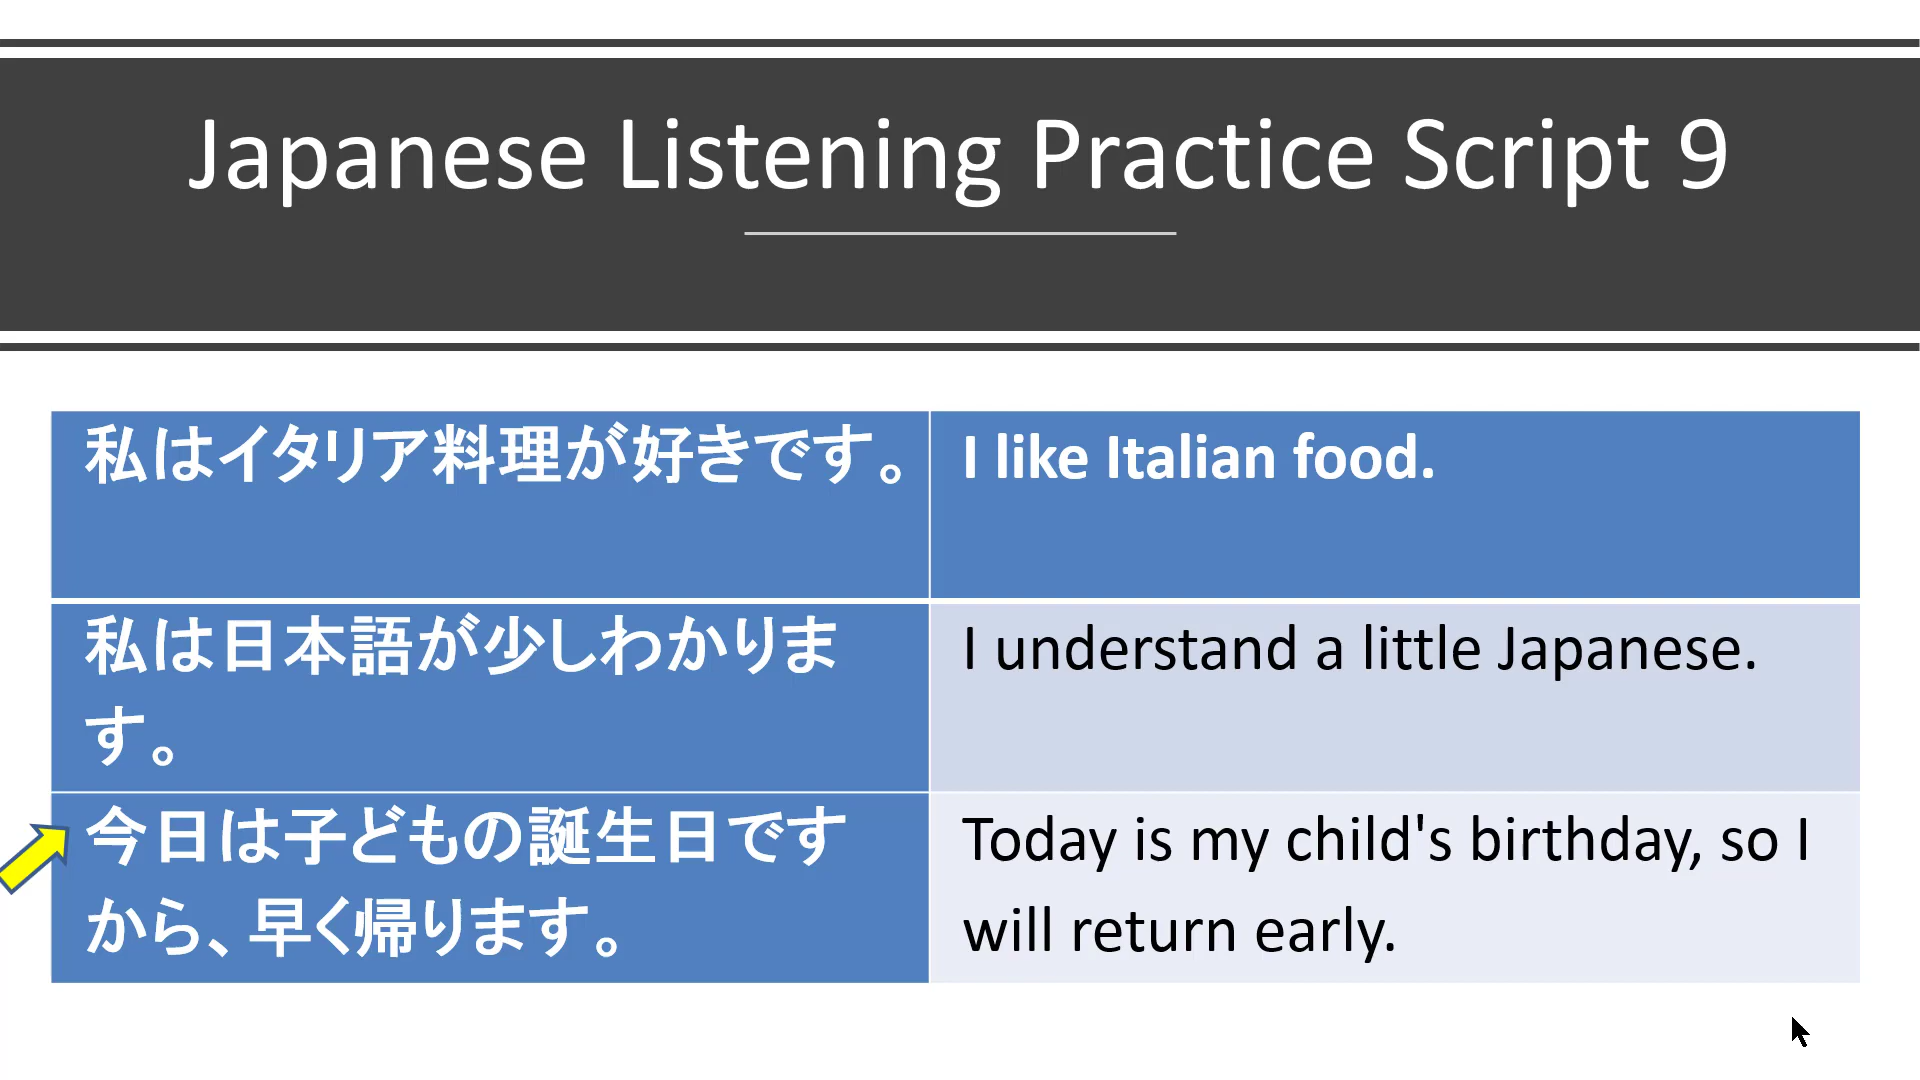 Japanese Listening Practice Script 9
私はイタリア料理が好きです。
I like Italian food.
私は日本語が少しわかりま
す。
I understand a little Japanese.
今日は子どもの誕生日です
から、早く帰ります。
Today is my child's birthday, so I
will return early.